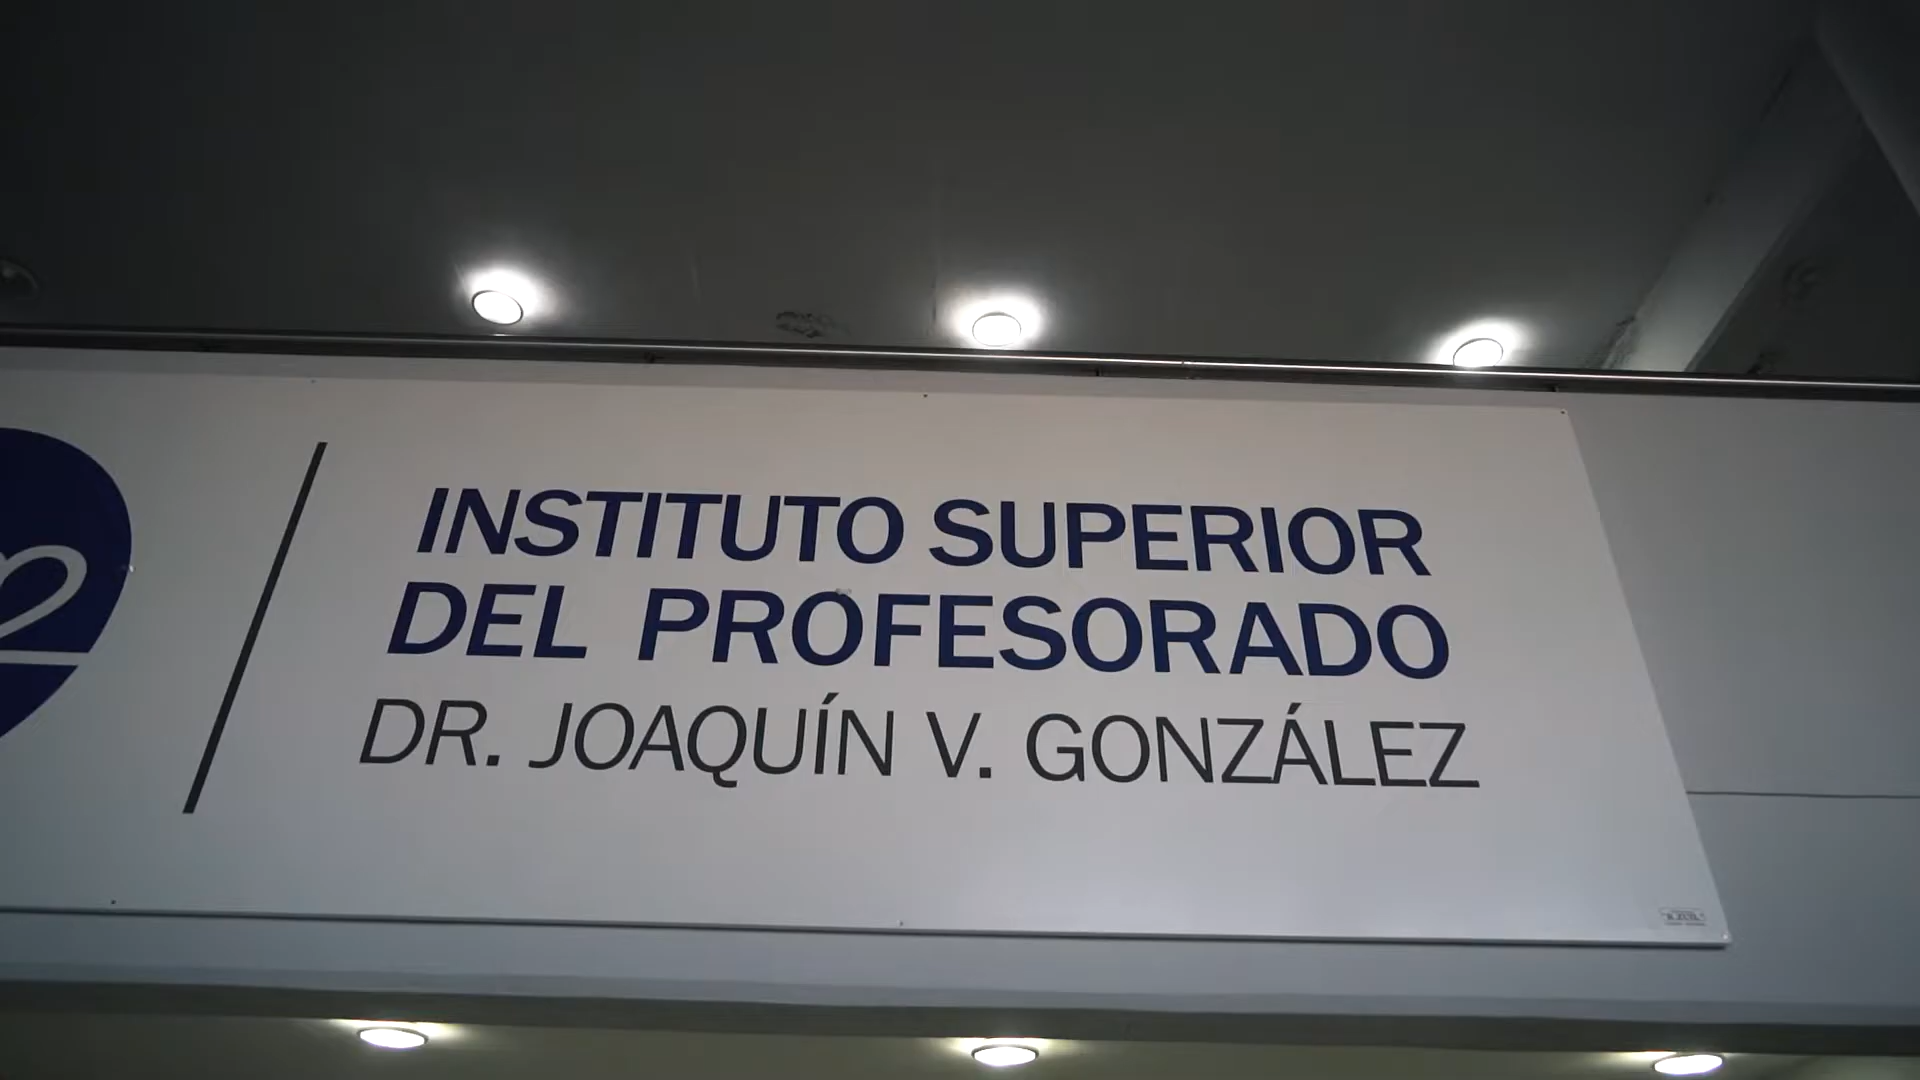 INSTITUTO SUPERIOR
DEL PROFESORADO
DR. JOAQUÍN V. GONZÁLEZ